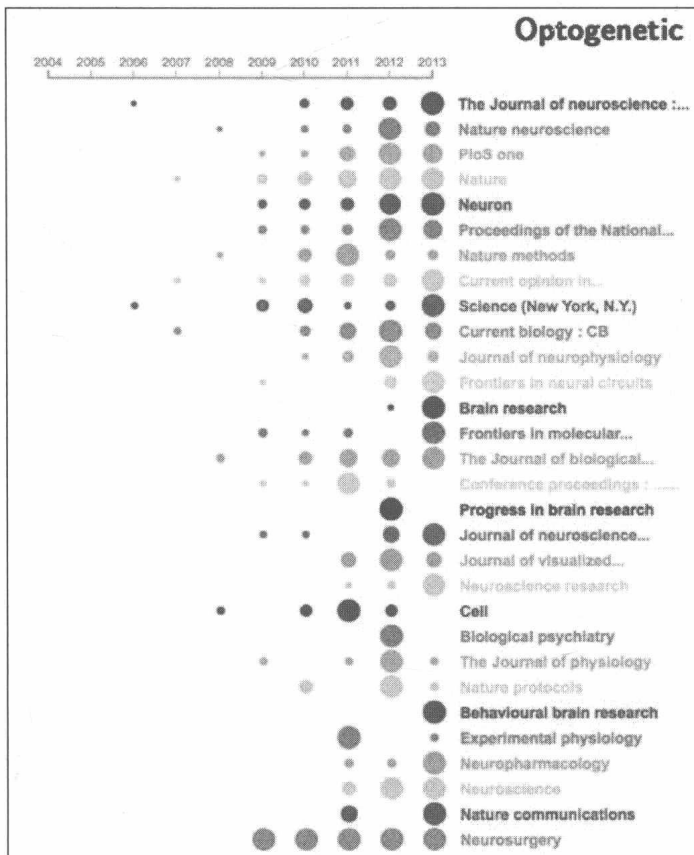 Optogenetic
2004 2005 2006 2007 2008 2009 2010 2011 2012 2013
The Journal of neuroscience :...
Nature neuroscience
PloS one
Nature
Neuron
Proceedings of the National...
Nature methods
Current opinion in...
Science (New York, N.Y.)
Current biology : CB
Journal of neurophysiology
Frontiers in neural circuits
Brain research
Frontiers in molecular...
The Journal of biological...
Conference proceedings : ......
Progress in brain research
Journal of neuroscience...
Journal of visualized...
Neuroscience research
Cell
Biological psychiatry
The Journal of physiology
Nature protocols
Behavioural brain research
Experimental physiology
Neuropharmacology
Neuroscience
Nature communications
Neurosurgery